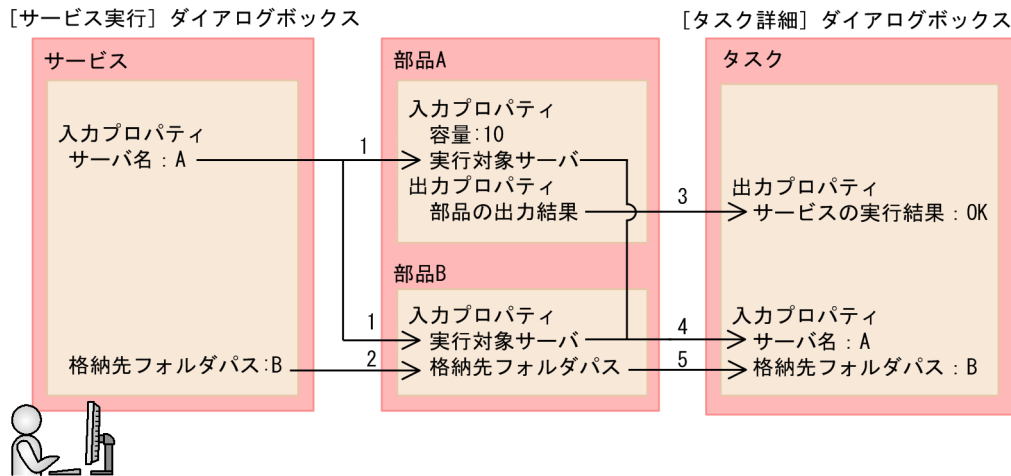 [サービス実行] ダイアログボックス
サービス
入力プロパティ
サーバ名：A
格納先フォルダパス:B
部品A
入力プロパティ
容量:10
実行対象サーバ
出力プロパティ
部品の出力結果
部品B
入力プロパティ
実行対象サーバ
格納先フォルダパス
1
1
2
3
4
5
[タスク詳細] ダイアログボックス
タスク
出力プロパティ
サービスの実行結果：OK
入力プロパティ
サーバ名：A
格納先フォルダパス：B